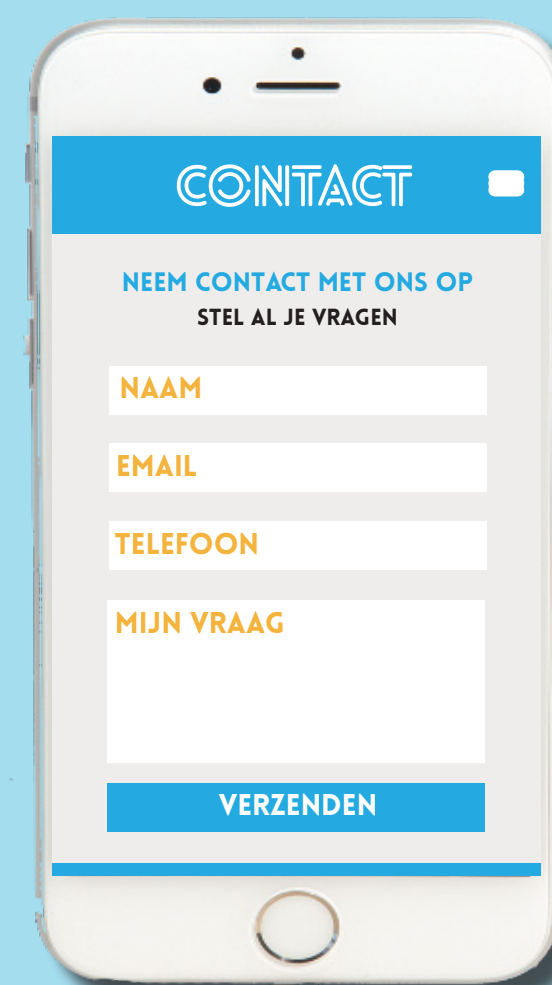 CONTACT
NEEM CONTACT MET ONS OP
STEL AL JE VRAGEN
NAAM
EMAIL
TELEFOON
MIJN VRAAG
VERZENDEN